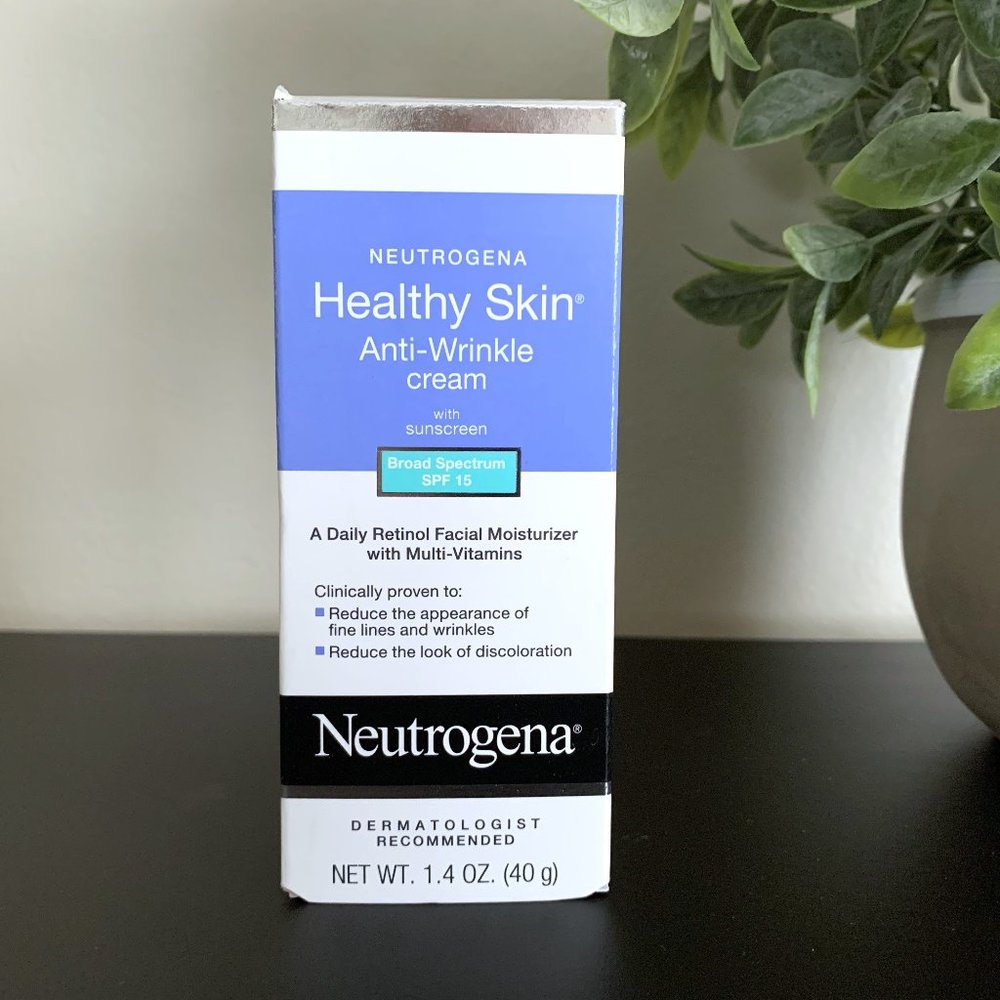 NEUTROGENA
Healthy Skin®
Anti-Wrinkle
cream
with
sunscreen
Broad Spectrum
SPF 15
A Daily Retinol Facial Moisturizer
with Multi-Vitamins
Clinically proven to:
■ Reduce the appearance of
fine lines and wrinkles
■ Reduce the look of discoloration
Neutrogena®
DERMATOLOGIST
RECOMMENDED
NET WT. 1.4 OZ. (40 g)